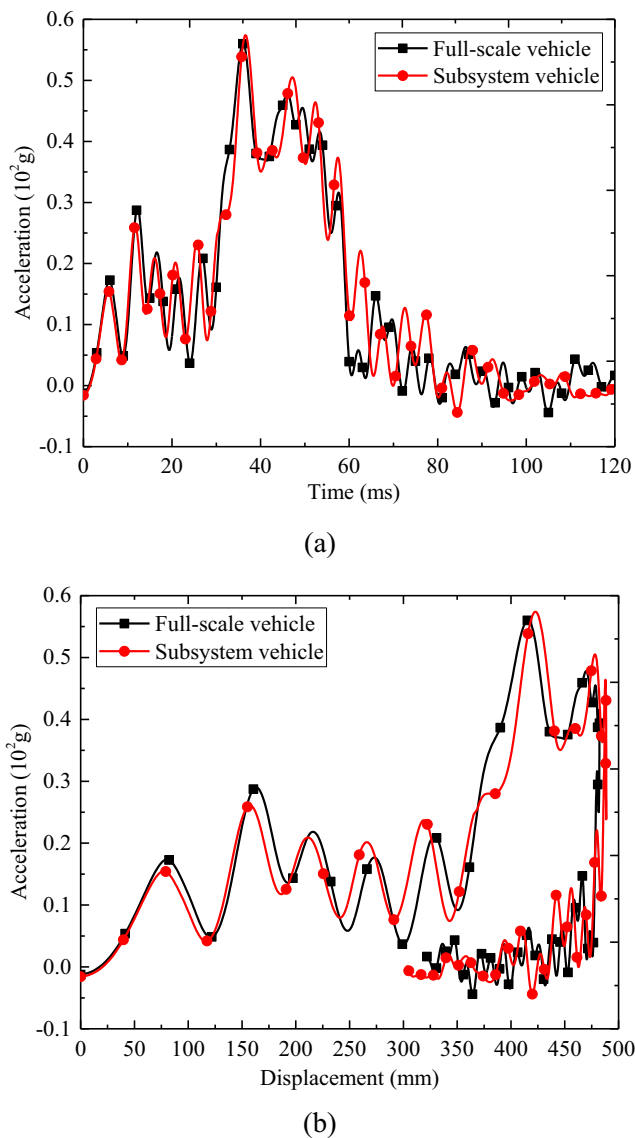 0.6
0.5
0.4
0.3
0.2
0.1
0.0
-0.1
Acceleration (10²g)
Full-scale vehicle
Subsystem vehicle
0 20 40 60 80 100 120
Time (ms)
(a)
0.6
0.5
0.4
0.3
0.2
0.1
0.0
-0.1
Acceleration (10²g)
Full-scale vehicle
Subsystem vehicle
0 50 100 150 200 250 300 350 400 450 500
Displacement (mm)
(b)